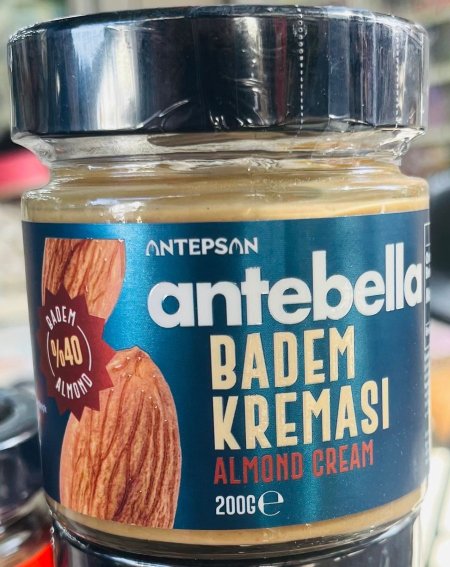 ANTEPSAN
antebella
BADEM
KREMASI
ALMOND CREAM
200G℮
BADEM
%40
ALMOND